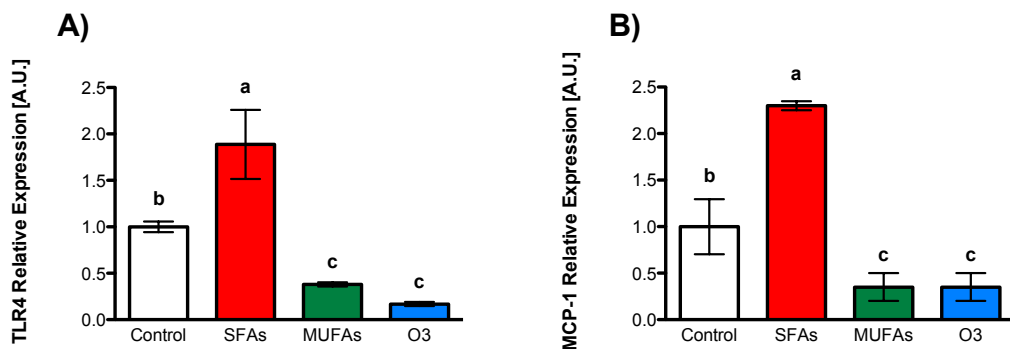 A)
TLR4 Relative Expression [A.U.]
2.5
2.0
1.5
1.0
0.5
0.0
b
a
c
c
Control SFAs MUFAs O3
B)
MCP-1 Relative Expression [A.U.]
2.5
2.0
1.5
1.0
0.5
0.0
b
a
c
c
Control SFAs MUFAs O3